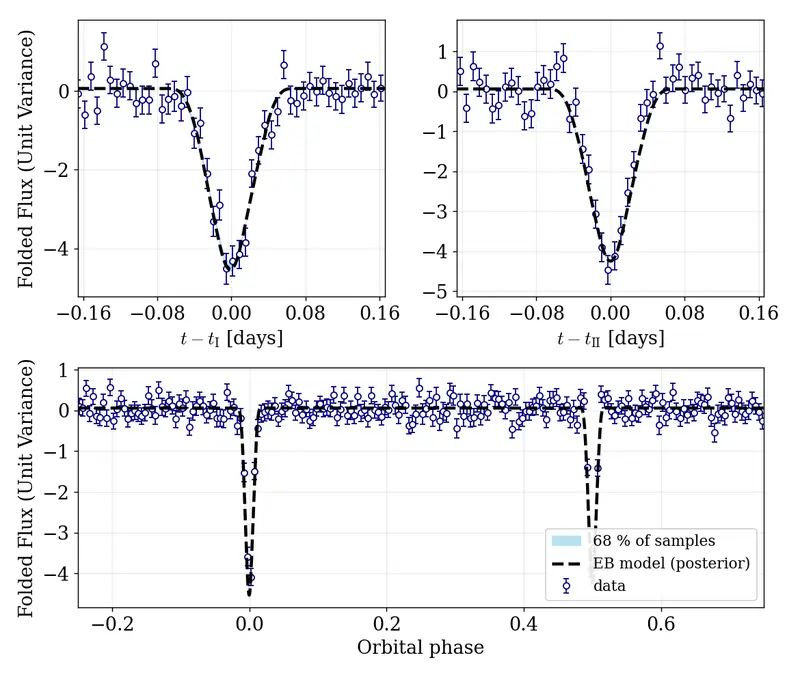 Folded Flux (Unit Variance)
0
−2
−4
−0.16 −0.08 0.00 0.08 0.16
t − tI [days]
1
0
−1
−2
−3
−4
−5
−0.16 −0.08 0.00 0.08 0.16
t − tII [days]
Folded Flux (Unit Variance)
1
0
−1
−2
−3
−4
−0.2 0.0 0.2 0.4 0.6
Orbital phase
68 % of samples
EB model (posterior)
data